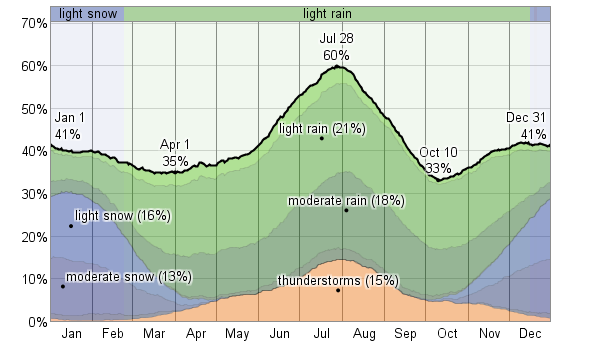 light snow light rain
70%
60%
50%
40%
30%
20%
10%
0%
Jul 28
60%
Jan 1
41%
Apr 1
35%
Oct 10
33%
Dec 31
41%
light rain (21%)
moderate rain (18%)
light snow (16%)
moderate snow (13%)
thunderstorms (15%)
Jan Feb Mar Apr May Jun Jul Aug Sep Oct Nov Dec